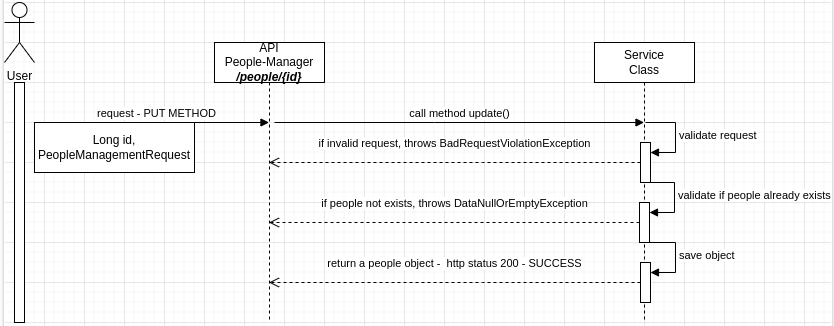 User
API
People-Manager
/people/{id}
Service
Class
request - PUT METHOD
Long id,
PeopleManagementRequest
call method update()
validate request
if invalid request, throws BadRequestViolationException
validate if people already exists
if people not exists, throws DataNullOrEmptyException
save object
return a people object - http status 200 - SUCCESS